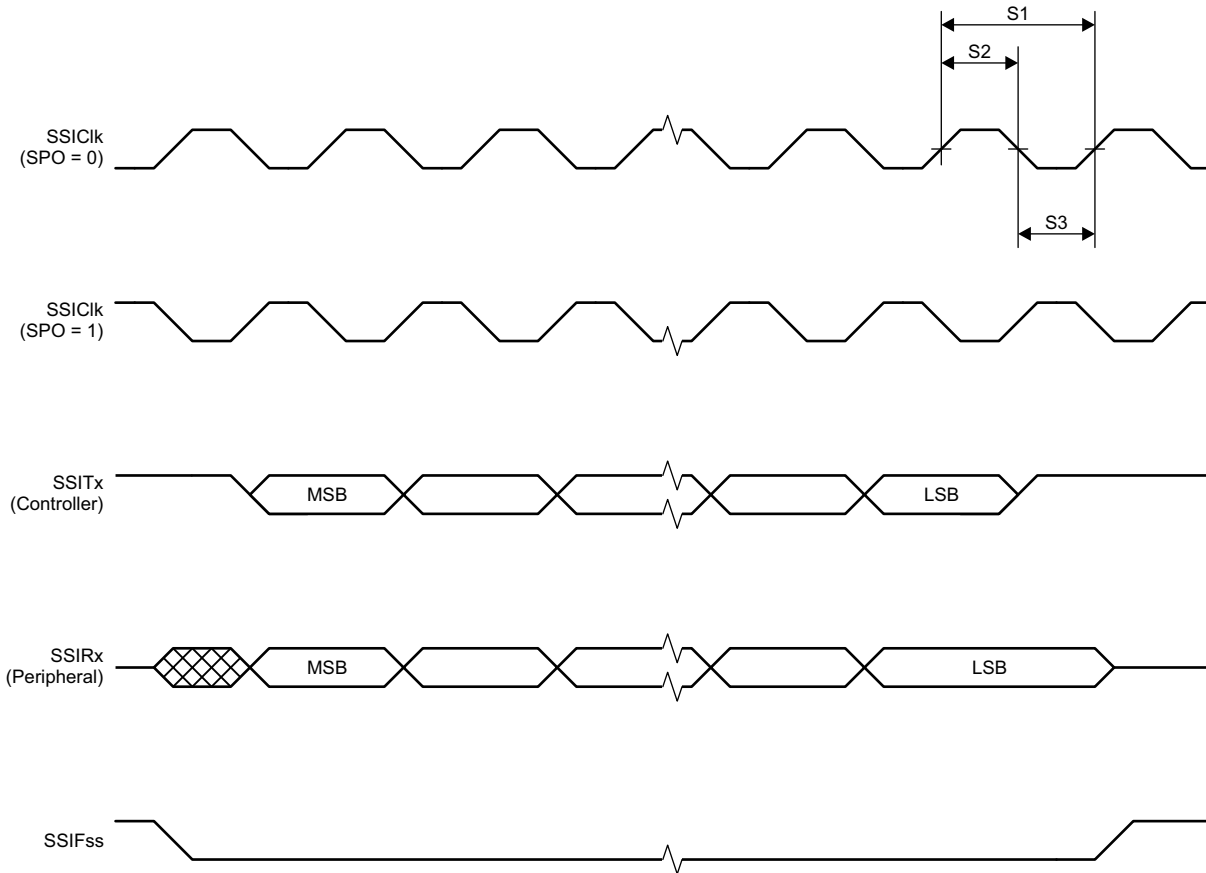 S1
S2
SSIClk
(SPO = 0)
S3
SSIClk
(SPO = 1)
SSITx
(Controller)
MSB
LSB
SSIRx
(Peripheral)
MSB
LSB
SSIFss